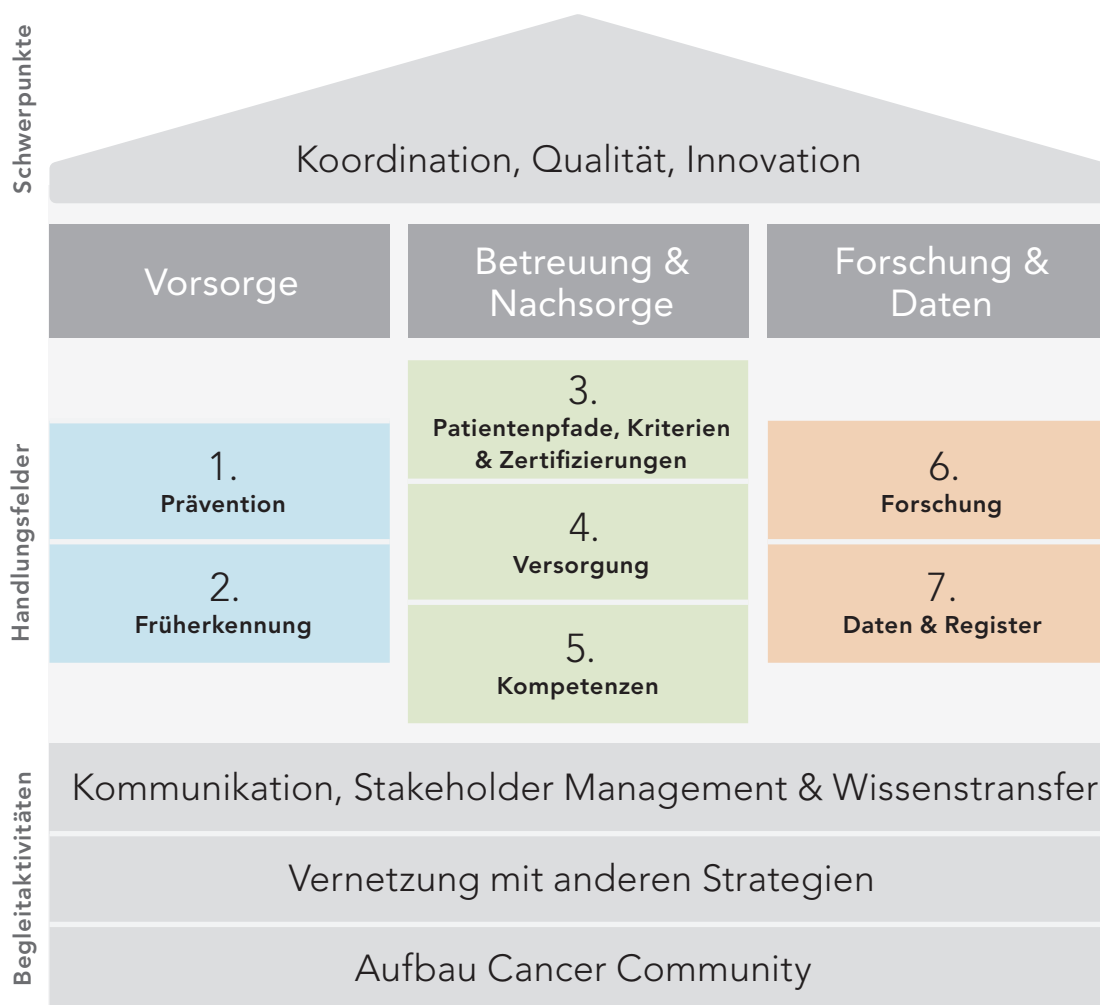 Schwerpunkte
Koordination, Qualität, Innovation
Vorsorge
Betreuung &
Nachsorge
Forschung &
Daten
Handlungsfelder
1.
Prävention
2.
Früherkennung
3.
Patientenpfade, Kriterien
& Zertifizierungen
4.
Versorgung
5.
Kompetenzen
6.
Forschung
7.
Daten & Register
Begleitaktivitäten
Kommunikation, Stakeholder Management & Wissenstransfer
Vernetzung mit anderen Strategien
Aufbau Cancer Community